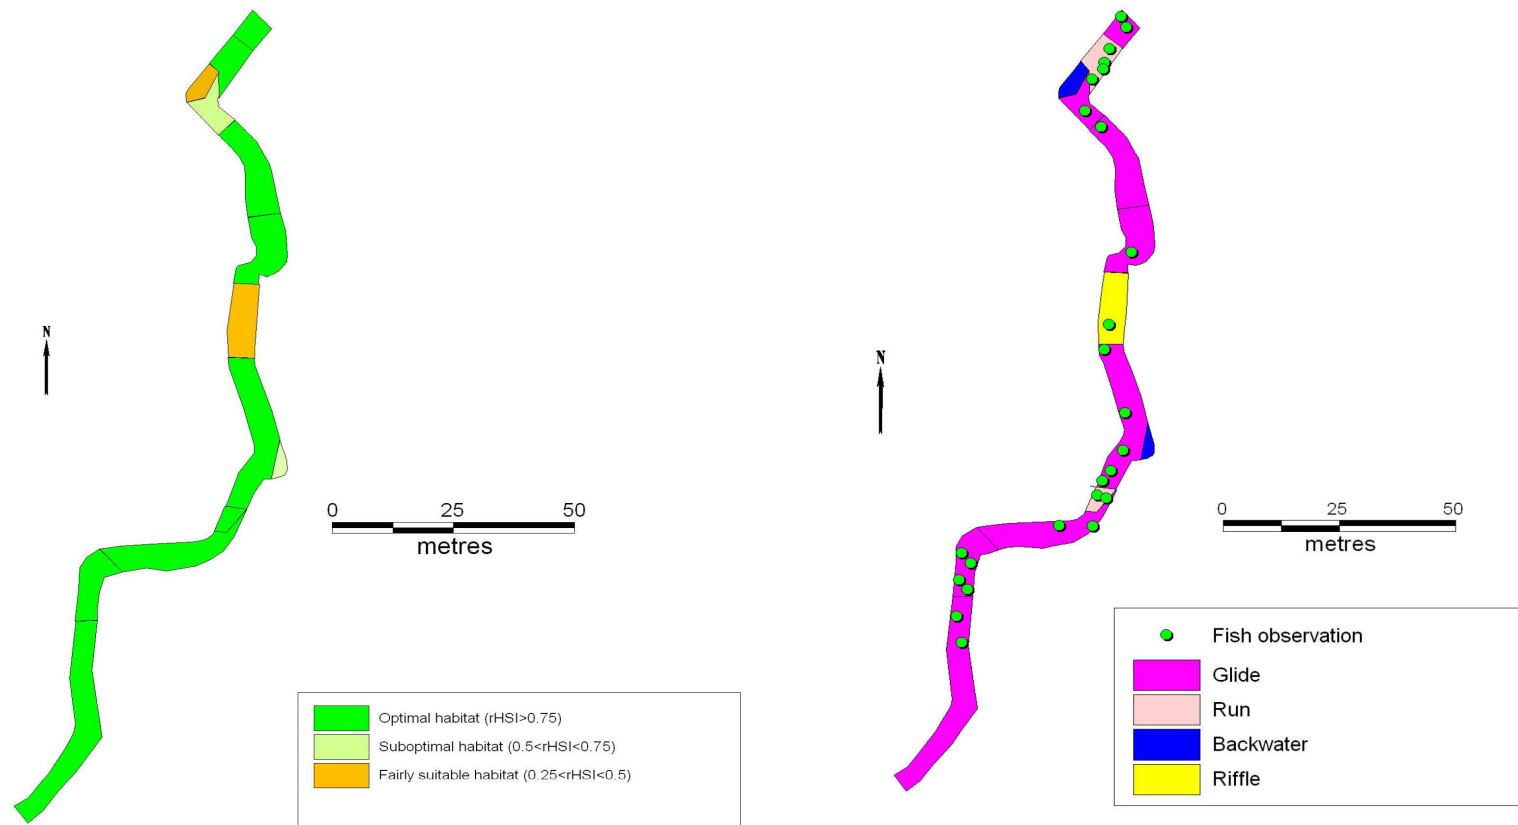 N
0 25 50
metres
Optimal habitat (rHSI>0.75)
Suboptimal habitat (0.5<rHSI<0.75)
Fairly suitable habitat (0.25<rHSI<0.5)
N
0 25 50
metres
Fish observation
Glide
Run
Backwater
Riffle